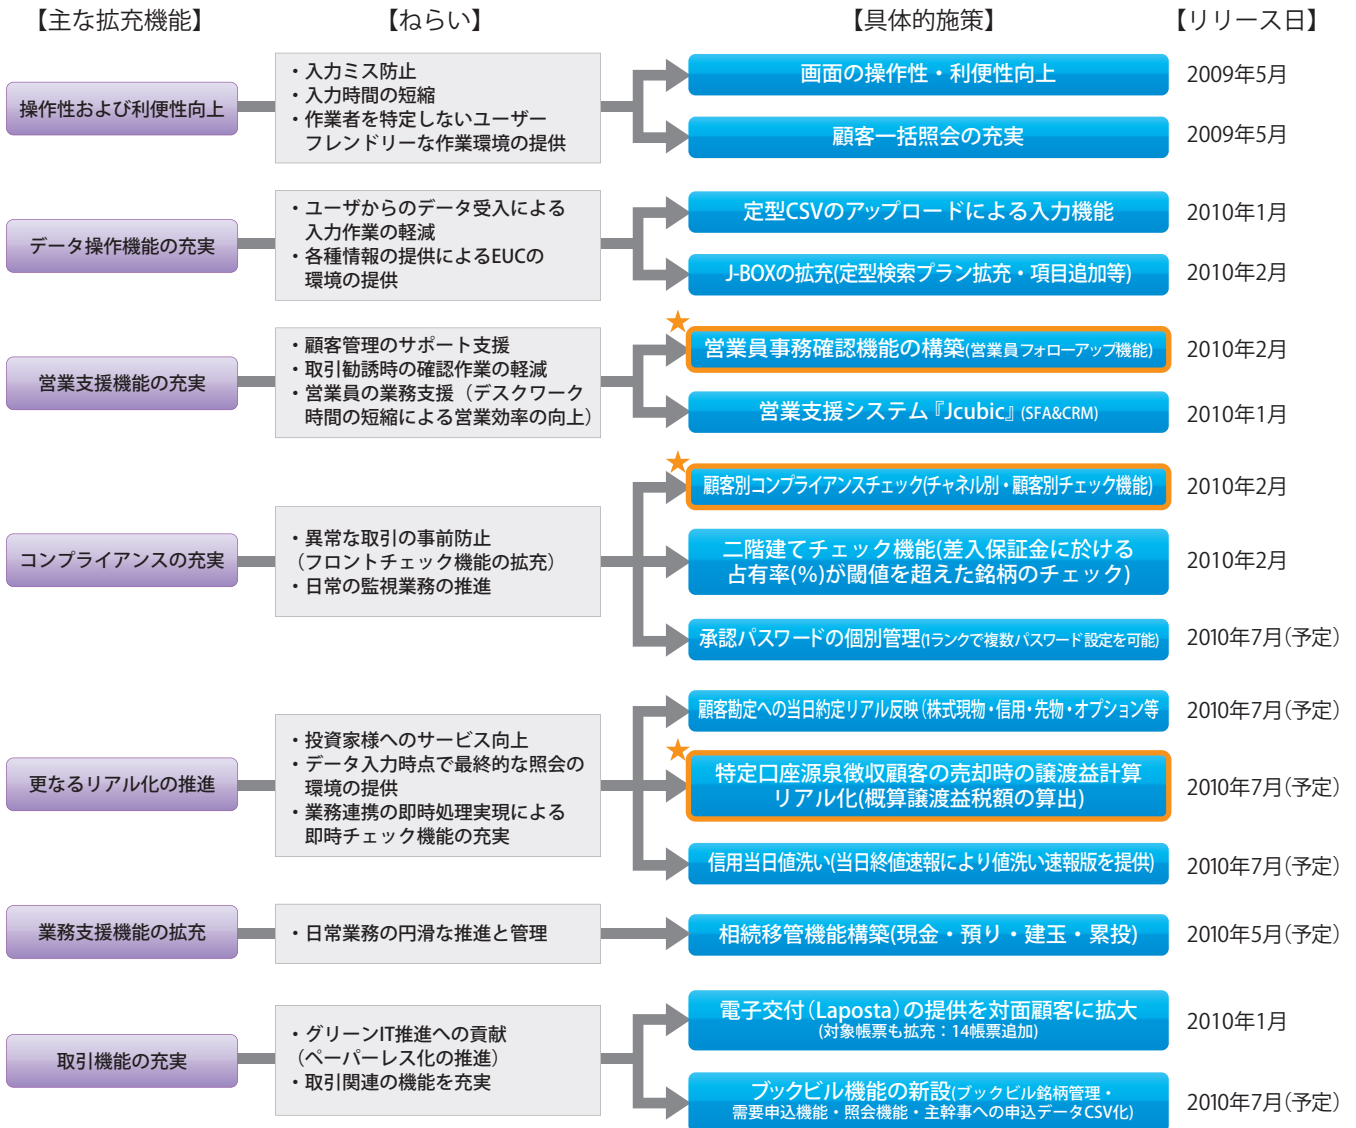 【主な拡充機能】
【ねらい】
【具体的施策】
【リリース日】
操作性および利便性向上
・入力ミス防止
・入力時間の短縮
・作業者を特定しないユーザー
フレンドリーな作業環境の提供
画面の操作性・利便性向上
2009年5月
顧客一括照会の充実
2009年5月
データ操作機能の充実
・ユーザからのデータ受入による
入力作業の軽減
・各種情報の提供によるEUCの
環境の提供
定型CSVのアップロードによる入力機能
2010年1月
J-BOXの拡充(定型検索プラン拡充・項目追加等)
2010年2月
営業支援機能の充実
・顧客管理のサポート支援
・取引勧誘時の確認作業の軽減
・営業員の業務支援（デスクワーク
時間の短縮による営業効率の向上）
★
営業員事務確認機能の構築(営業員フォローアップ機能)
2010年2月
営業支援システム『Jcubic』(SFA&CRM)
2010年1月
コンプライアンスの充実
・異常な取引の事前防止
（フロントチェック機能の拡充）
・日常の監視業務の推進
★
顧客別コンプライアンスチェック(チャネル別・顧客別チェック機能)
2010年2月
二階建てチェック機能(差入保証金に於ける
占有率(%)が閾値を超えた銘柄のチェック)
2010年2月
承認パスワードの個別管理(1ランクで複数パスワード設定を可能)
2010年7月(予定)
更なるリアル化の推進
・投資家様へのサービス向上
・データ入力時点で最終的な照会の
環境の提供
・業務連携の即時処理実現による
即時チェック機能の充実
顧客勘定への当日約定リアル反映（株式現物・信用・先物・オプション等
2010年7月(予定)
★
特定口座源泉徴収顧客の売却時の譲渡益計算
リアル化(概算譲渡益税額の算出)
2010年7月(予定)
信用当日値洗い(当日終値速報により値洗い速報版を提供)
2010年7月(予定)
業務支援機能の拡充
・日常業務の円滑な推進と管理
相続移管機能構築(現金・預り・建玉・累投)
2010年5月(予定)
取引機能の充実
・グリーンIT推進への貢献
（ペーパーレス化の推進）
・取引関連の機能を充実
電子交付（Laposta）の提供を対面顧客に拡大
(対象帳票も拡充：14帳票追加)
2010年1月
ブックビル機能の新設(ブックビル銘柄管理・
需要申込機能・照会機能・主幹事への申込データCSV化)
2010年7月(予定)